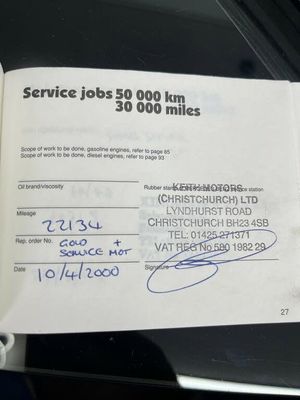 Service jobs 50 000 km
30 000 miles
Scope of work to be done, gasoline engines, refer to page 85
Scope of work to be done, diesel engines, refer to page 93
Oil brand/viscosity
Rubber stamp service station
KEITH MOTORS
(CHRISTCHURCH) LTD
LYNDHURST ROAD
CHRISTCHURCH BH23 4SB
TEL: 01425 271371
VAT REG No 580 1982 29
Mileage
22134
Rep. order No. GOLD +
SERVICE MOT
Date 10/4/2000
Signature
27